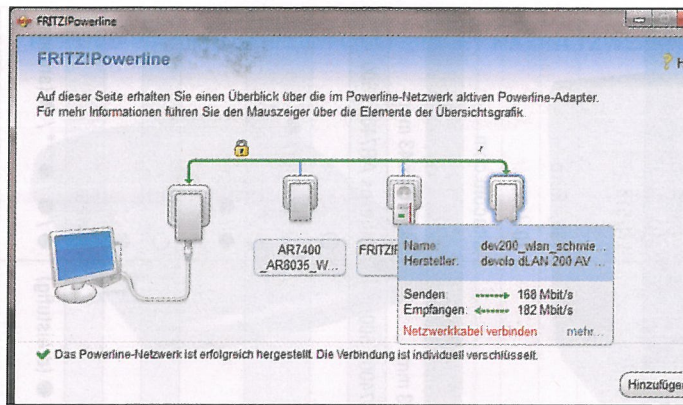 FRITZ!Powerline
FRITZ!Powerline
Auf dieser Seite erhalten Sie einen Überblick über die im Powerline-Netzwerk aktiven Powerline-Adapter.
Für mehr Informationen führen Sie den Mauszeiger über die Elemente der Übersichtsgrafik.
AR7400
_AR8035_W...
FRITZ!
Name: dev200_wlan_schmie...
Hersteller: devolo dLAN 200 AV ...
Senden: 168 Mbit/s
Empfangen: 182 Mbit/s
Netzwerkkabel verbinden mehr...
Das Powerline-Netzwerk ist erfolgreich hergestellt. Die Verbindung ist individuell verschlüsselt.
Hinzufügen